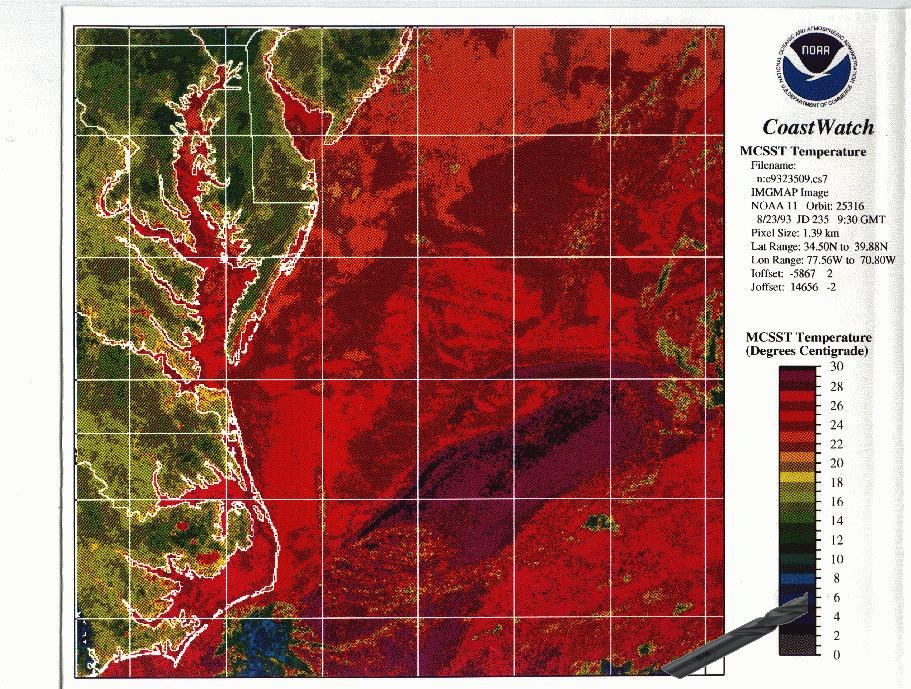 NATIONAL OCEANIC AND ATMOSPHERIC ADMINISTRATION
NOAA
U.S. DEPARTMENT OF COMMERCE
CoastWatch
MCSST Temperature
Filename:
n:c9323509.cs7
IMGMAP Image
NOAA 11 Orbit: 25316
8/23/93 JD 235 9:30 GMT
Pixel Size: 1.39 km
Lat Range: 34.50N to 39.88N
Lon Range: 77.56W to 70.80W
Ioffset: -5867 2
Joffset: 14656 -2
MCSST Temperature
(Degrees Centigrade)
30
28
26
24
22
20
18
16
14
12
10
8
6
4
2
0